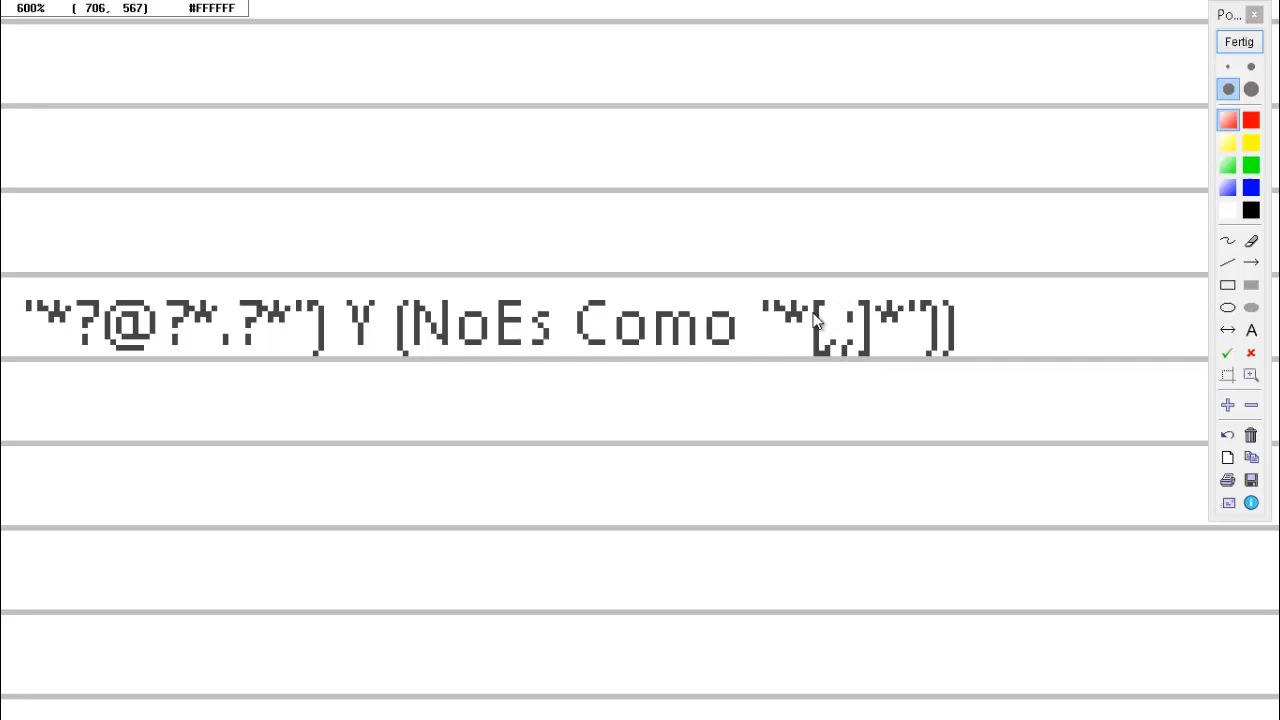 600% ( 706, 567) #FFFFFF
Po...
Fertig
"*?@?*.?*") Y (NoEs Como "*[,;]*"))
A